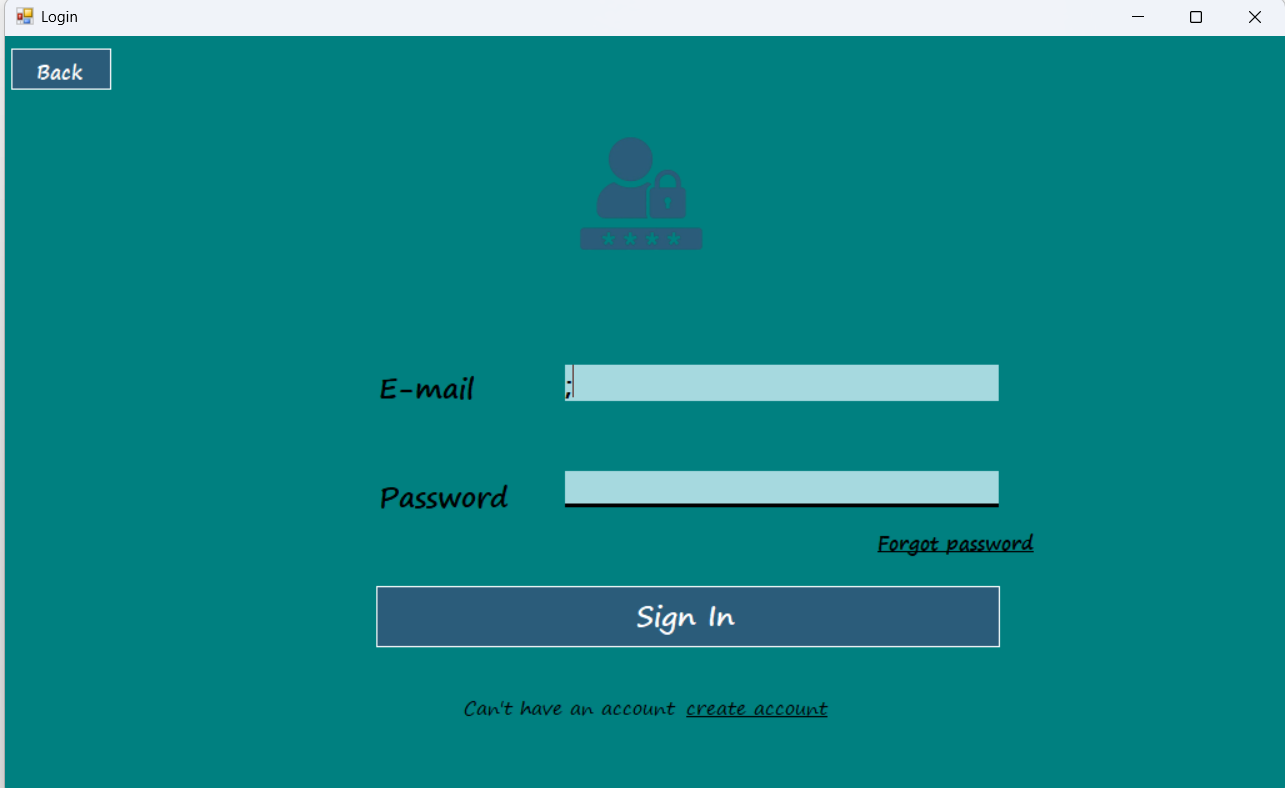 Login
Back
* * * *
E-mail
;
Password
Forgot password
Sign In
Can't have an account create account